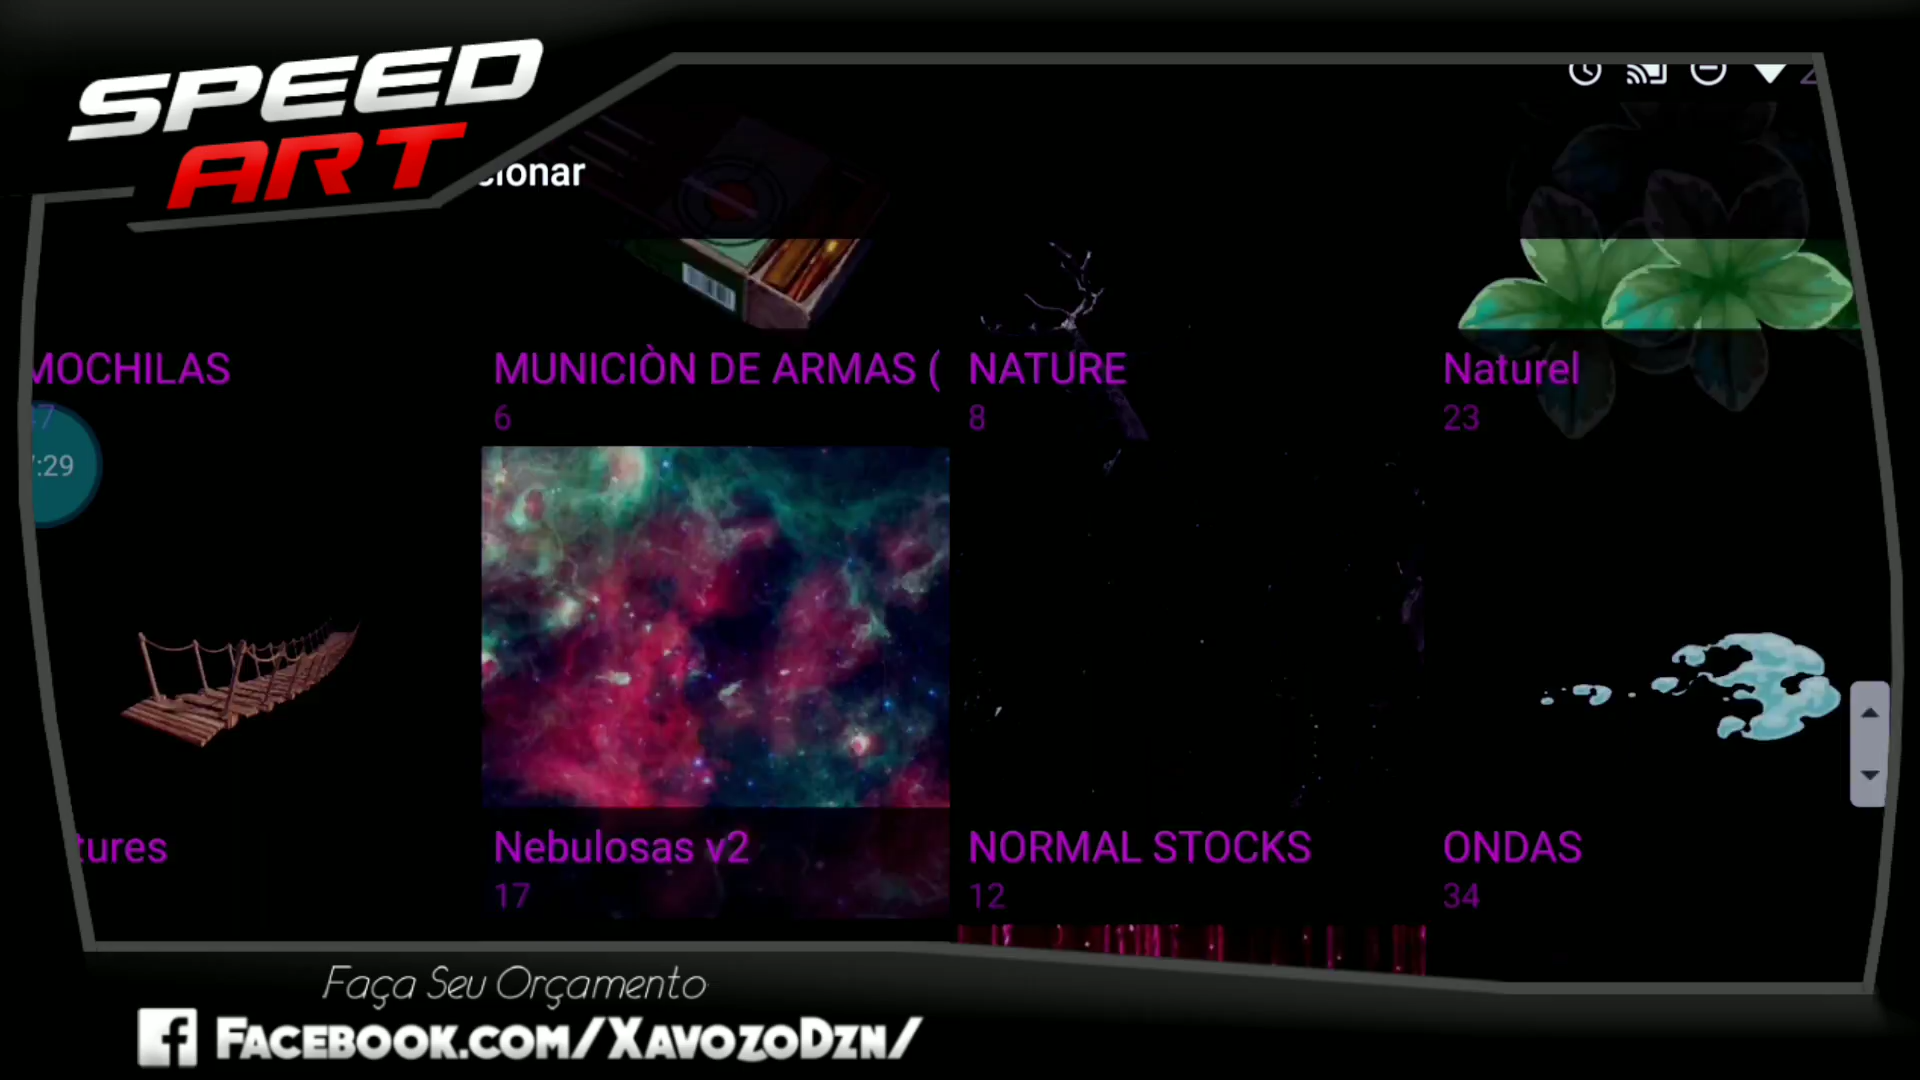 SPEED
ART
cionar
MOCHILAS
MUNICIÒN DE ARMAS (
NATURE
Naturel
47
6
8
23
:29
tures
Nebulosas v2
NORMAL STOCKS
ONDAS
17
12
34
Faça Seu Orçamento
Facebook.com/XavozoDzn/